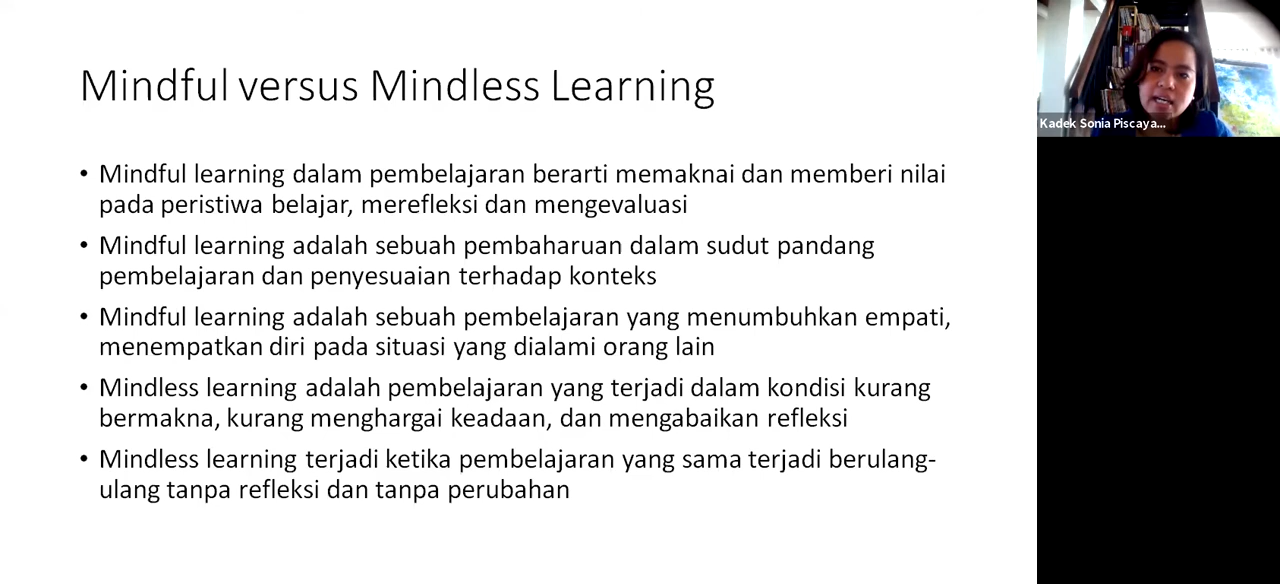 Mindful versus Mindless Learning
• Mindful learning dalam pembelajaran berarti memaknai dan memberi nilai
pada peristiwa belajar, merefleksi dan mengevaluasi
• Mindful learning adalah sebuah pembaharuan dalam sudut pandang
pembelajaran dan penyesuaian terhadap konteks
• Mindful learning adalah sebuah pembelajaran yang menumbuhkan empati,
menempatkan diri pada situasi yang dialami orang lain
• Mindless learning adalah pembelajaran yang terjadi dalam kondisi kurang
bermakna, kurang menghargai keadaan, dan mengabaikan refleksi
• Mindless learning terjadi ketika pembelajaran yang sama terjadi berulang-
ulang tanpa refleksi dan tanpa perubahan
Kadek Sonia Piscaya...